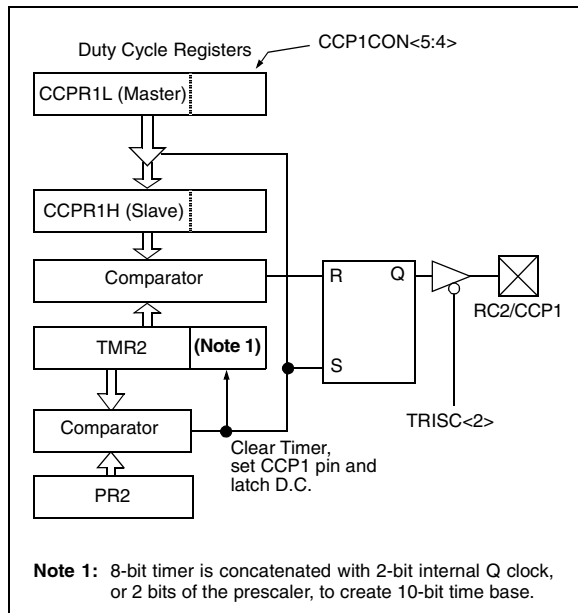 Duty Cycle Registers
CCP1CON<5:4>
CCPR1L (Master)
CCPR1H (Slave)
Comparator
R
Q
RC2/CCP1
TMR2
(Note 1)
S
TRISC<2>
Comparator
Clear Timer,
set CCP1 pin and
latch D.C.
PR2
Note 1: 8-bit timer is concatenated with 2-bit internal Q clock,
or 2 bits of the prescaler, to create 10-bit time base.